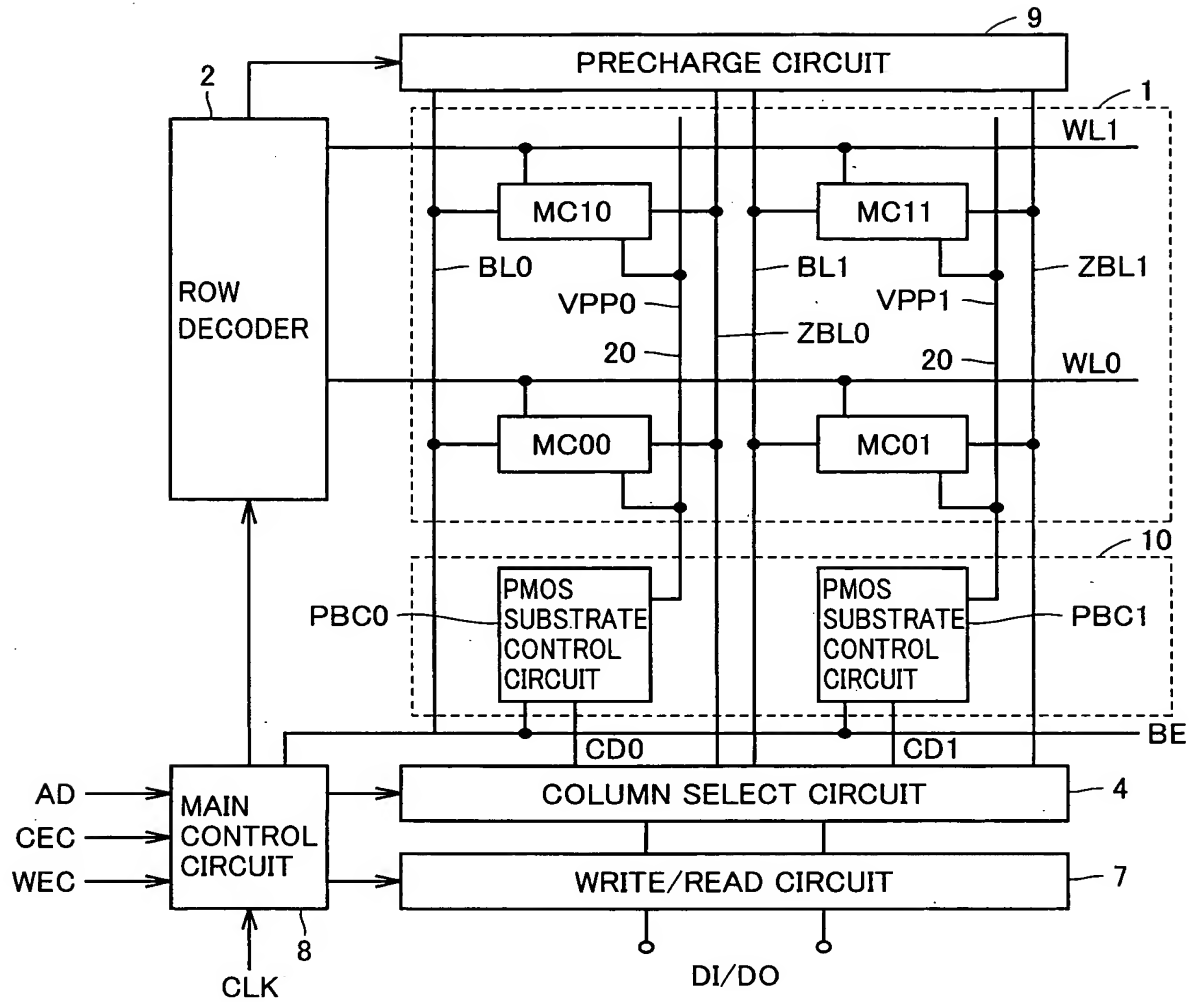 9
PRECHARGE CIRCUIT
2
1
WL1
MC10
MC11
BL0
BL1
ZBL1
ROW
DECODER
VPP0
VPP1
ZBL0
20
20
WL0
MC00
MC01
10
PBC0
PMOS
SUBSTRATE
CONTROL
CIRCUIT
PMOS
SUBSTRATE
CONTROL
CIRCUIT
PBC1
BE
CD0
CD1
AD
CEC
WEC
MAIN
CONTROL
CIRCUIT
COLUMN SELECT CIRCUIT
4
WRITE/READ CIRCUIT
7
8
CLK
DI/DO